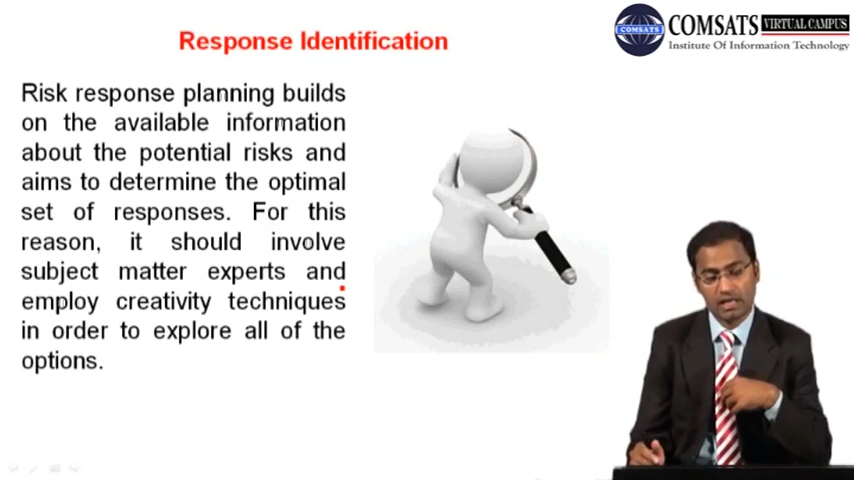 Response Identification
COMSATS VIRTUAL CAMPUS
Institute Of Information Technology
COMSATS
Risk response planning builds
on the available information
about the potential risks and
aims to determine the optimal
set of responses. For this
reason, it should involve
subject matter experts and
employ creativity techniques
in order to explore all of the
options.